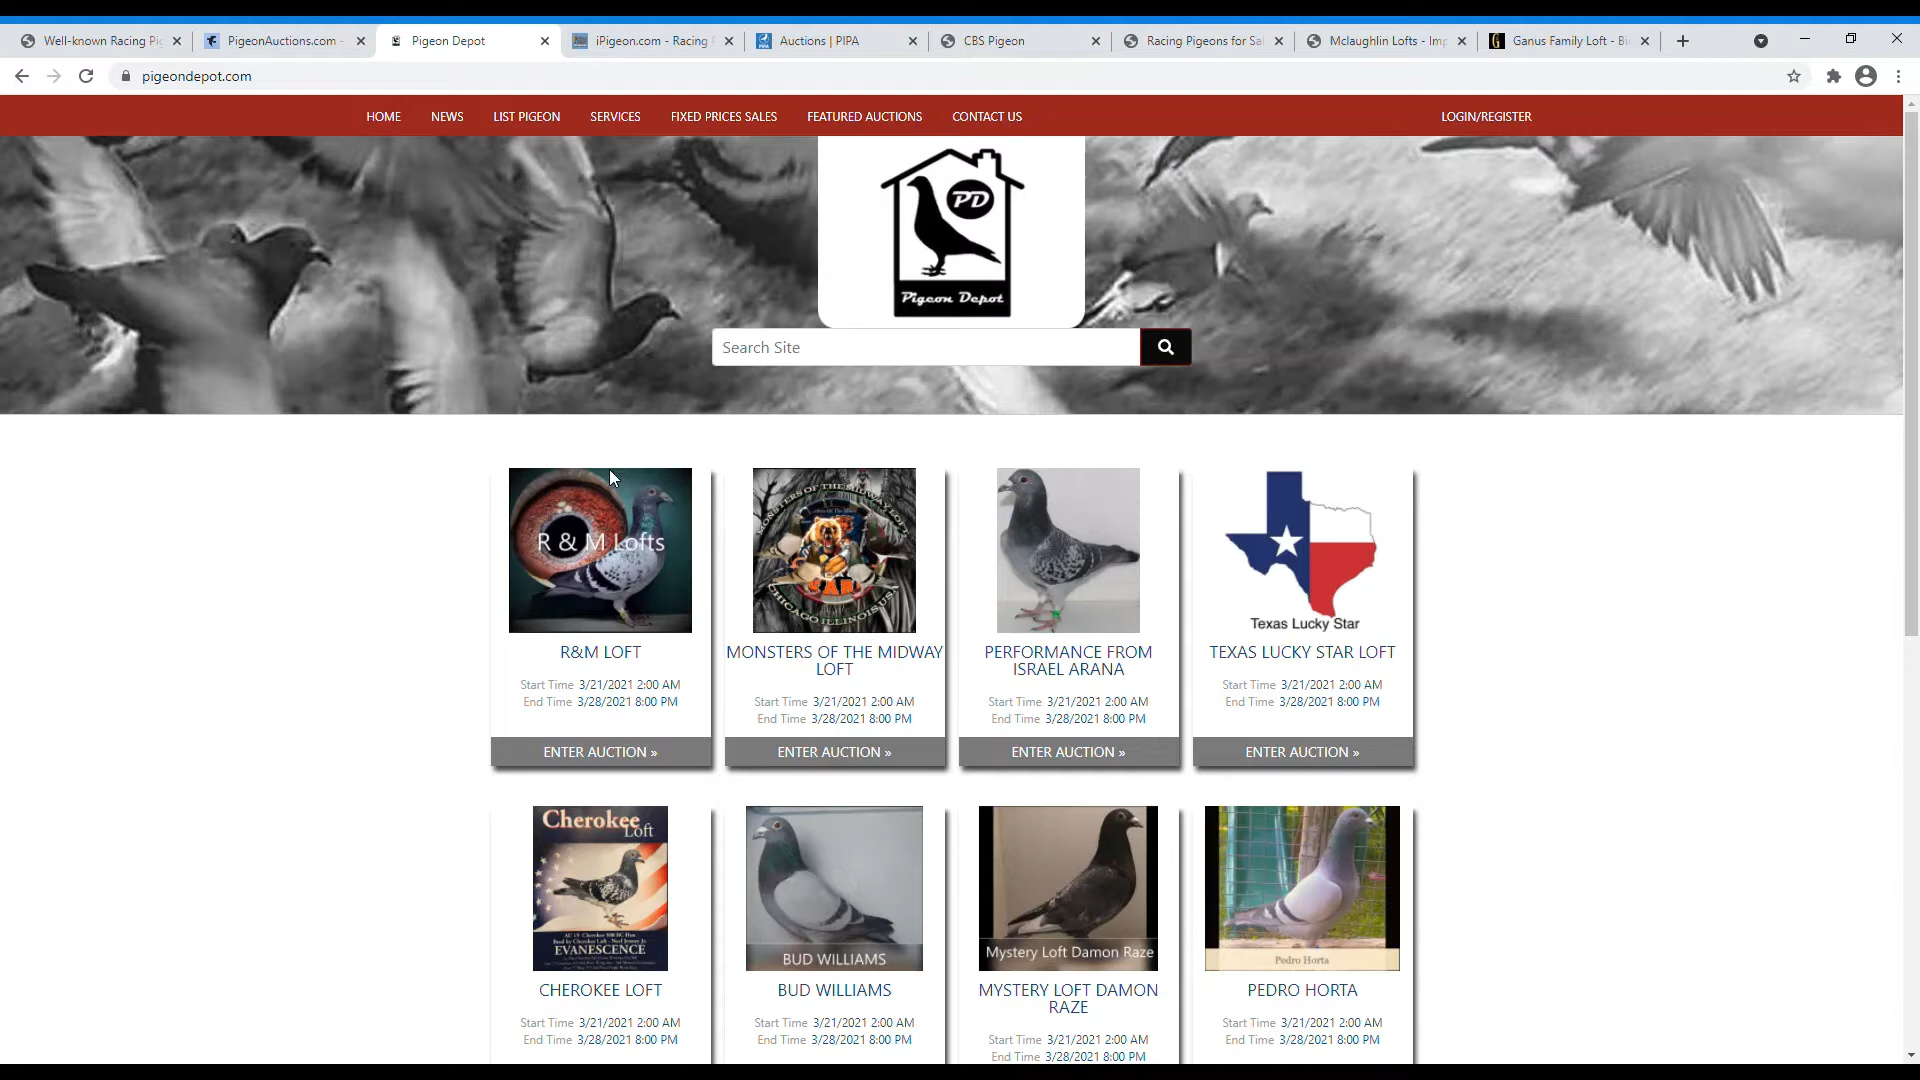 Well-known Racing Pig
PigeonAuctions.com -
Pigeon Depot
iPigeon.com - Racing
Auctions | PIPA
CBS Pigeon
Racing Pigeons for Sal
Mclaughlin Lofts - Imp
Ganus Family Loft - Bi
pigeondepot.com
HOME NEWS LIST PIGEON SERVICES FIXED PRICES SALES FEATURED AUCTIONS CONTACT US LOGIN/REGISTER
PD
Pigeon Depot
Search Site
R & M Lofts
MONSTERS OF THE MIDWAY LOFT
CHICAGO ILLINOIS USA
Texas Lucky Star
R&M LOFT
Start Time 3/21/2021 2:00 AM
End Time 3/28/2021 8:00 PM
ENTER AUCTION »
MONSTERS OF THE MIDWAY
LOFT
Start Time 3/21/2021 2:00 AM
End Time 3/28/2021 8:00 PM
ENTER AUCTION »
PERFORMANCE FROM
ISRAEL ARANA
Start Time 3/21/2021 2:00 AM
End Time 3/28/2021 8:00 PM
ENTER AUCTION »
TEXAS LUCKY STAR LOFT
Start Time 3/21/2021 2:00 AM
End Time 3/28/2021 8:00 PM
ENTER AUCTION »
Cherokee
Loft
EVANESCENCE
CHEROKEE LOFT
Start Time 3/21/2021 2:00 AM
End Time 3/28/2021 8:00 PM
BUD WILLIAMS
BUD WILLIAMS
Start Time 3/21/2021 2:00 AM
End Time 3/28/2021 8:00 PM
Mystery Loft Damon Raze
MYSTERY LOFT DAMON
RAZE
Start Time 3/21/2021 2:00 AM
End Time 3/28/2021 8:00 PM
Pedro Horta
PEDRO HORTA
Start Time 3/21/2021 2:00 AM
End Time 3/28/2021 8:00 PM